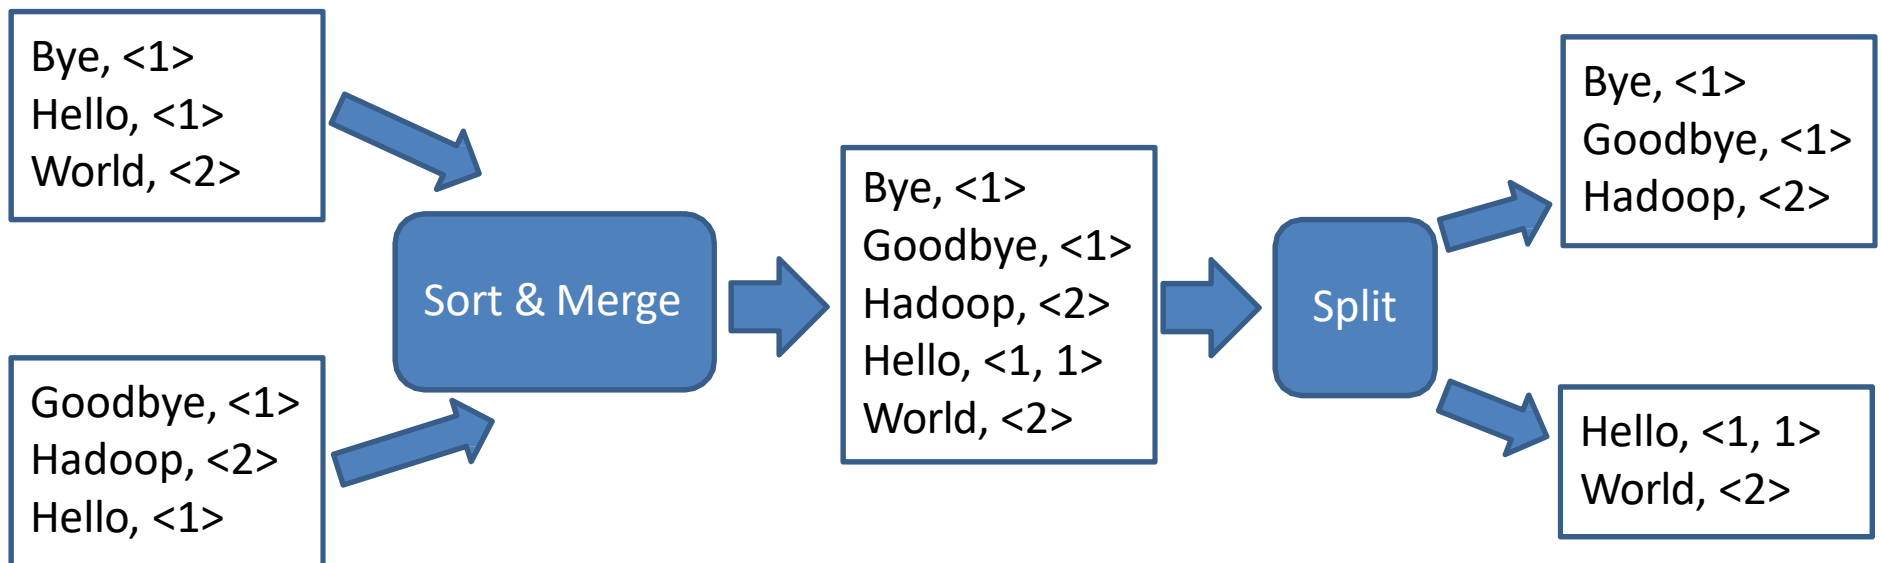 Bye, <1>
Hello, <1>
World, <2>
Goodbye, <1>
Hadoop, <2>
Hello, <1>
Sort & Merge
Bye, <1>
Goodbye, <1>
Hadoop, <2>
Hello, <1, 1>
World, <2>
Split
Bye, <1>
Goodbye, <1>
Hadoop, <2>
Hello, <1, 1>
World, <2>